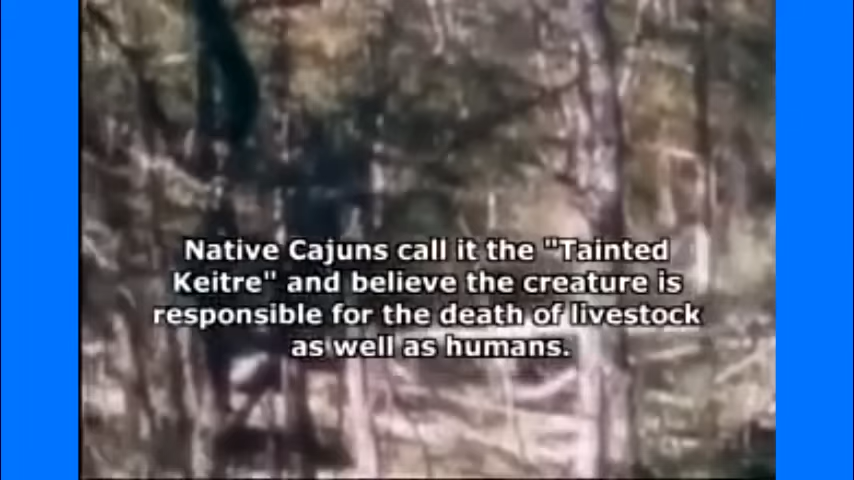 Native Cajuns call it the "Tainted
Keitre" and believe the creature is
responsible for the death of livestock
as well as humans.